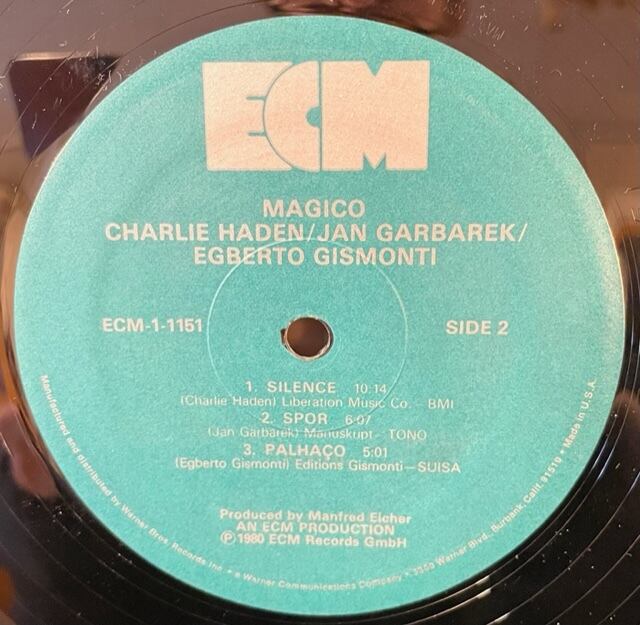 ECM
MAGICO
CHARLIE HADEN/JAN GARBAREK/
EGBERTO GISMONTI
ECM-1-1151
SIDE 2
1. SILENCE 10:14
(Charlie Haden) Liberation Music Co. - BMI
2. SPOR 6:07
(Jan Garbarek) Manuskupt - TONO
3. PALHAÇO 5:01
(Egberto Gismonti) Editions Gismonti—SUISA
Produced by Manfred Eicher
AN ECM PRODUCTION
Ⓟ1980 ECM Records GmbH
Manufactured and distributed by Warner Bros. Records Inc. • a Warner Communications Company • 3300 Warner Blvd., Burbank, Calif. 91510 • Made in U.S.A.